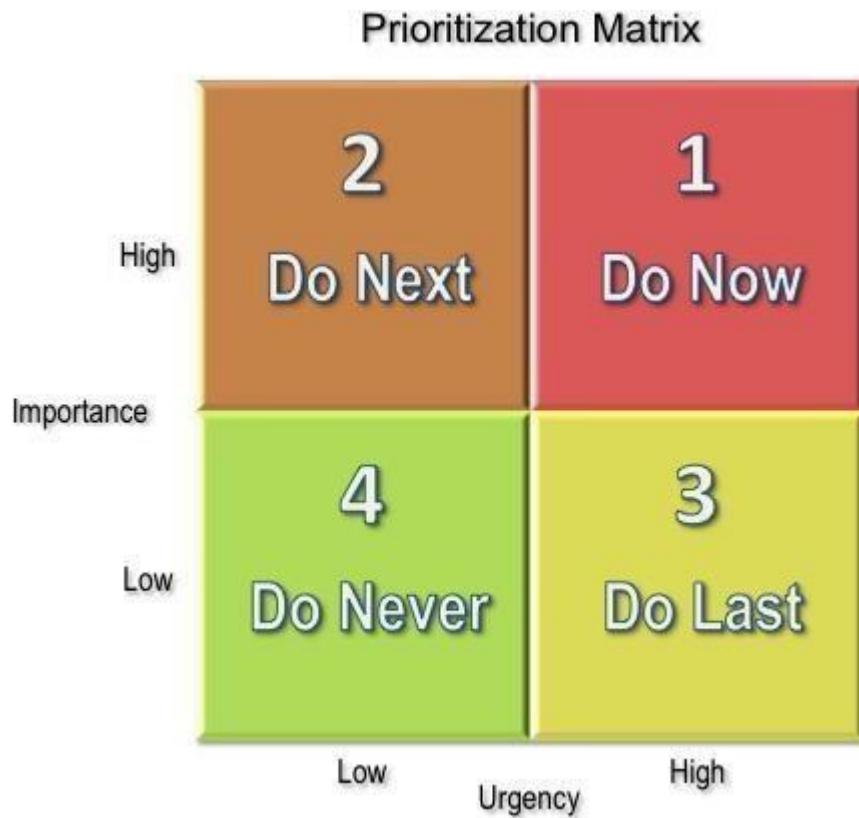 Prioritization Matrix
2
Do Next
1
Do Now
High
Importance
4
Do Never
3
Do Last
Low
Low
High
Urgency